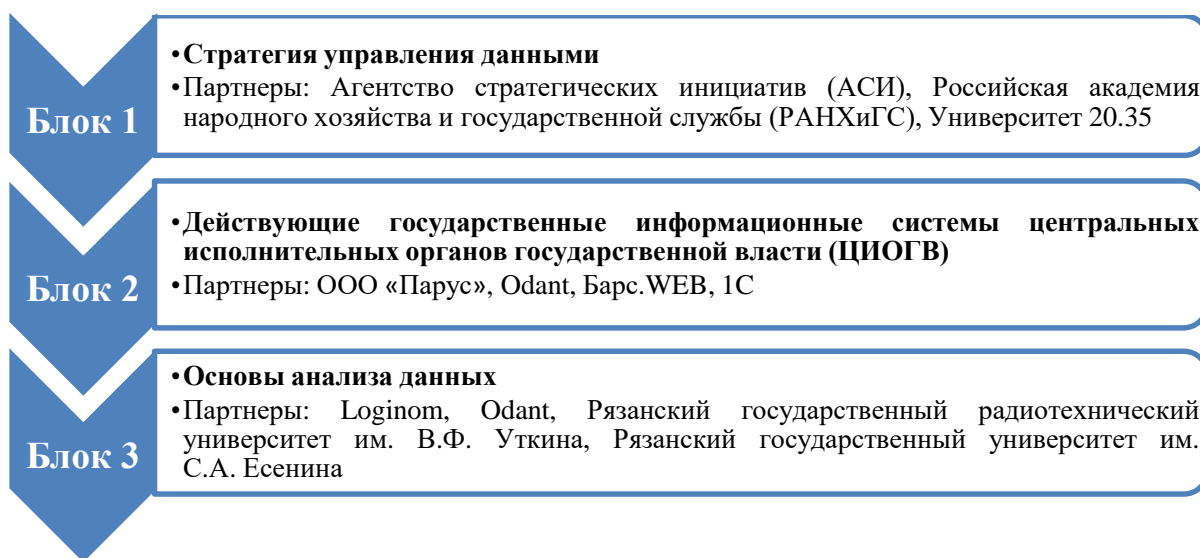 Блок 1
•Стратегия управления данными
•Партнеры: Агентство стратегических инициатив (АСИ), Российская академия
народного хозяйства и государственной службы (РАНХиГС), Университет 20.35
Блок 2
•Действующие государственные информационные системы центральных
исполнительных органов государственной власти (ЦИОГВ)
•Партнеры: ООО «Парус», Odant, Барс.WEB, 1С
Блок 3
•Основы анализа данных
•Партнеры: Loginom, Odant, Рязанский государственный радиотехнический
университет им. В.Ф. Уткина, Рязанский государственный университет им.
С.А. Есенина